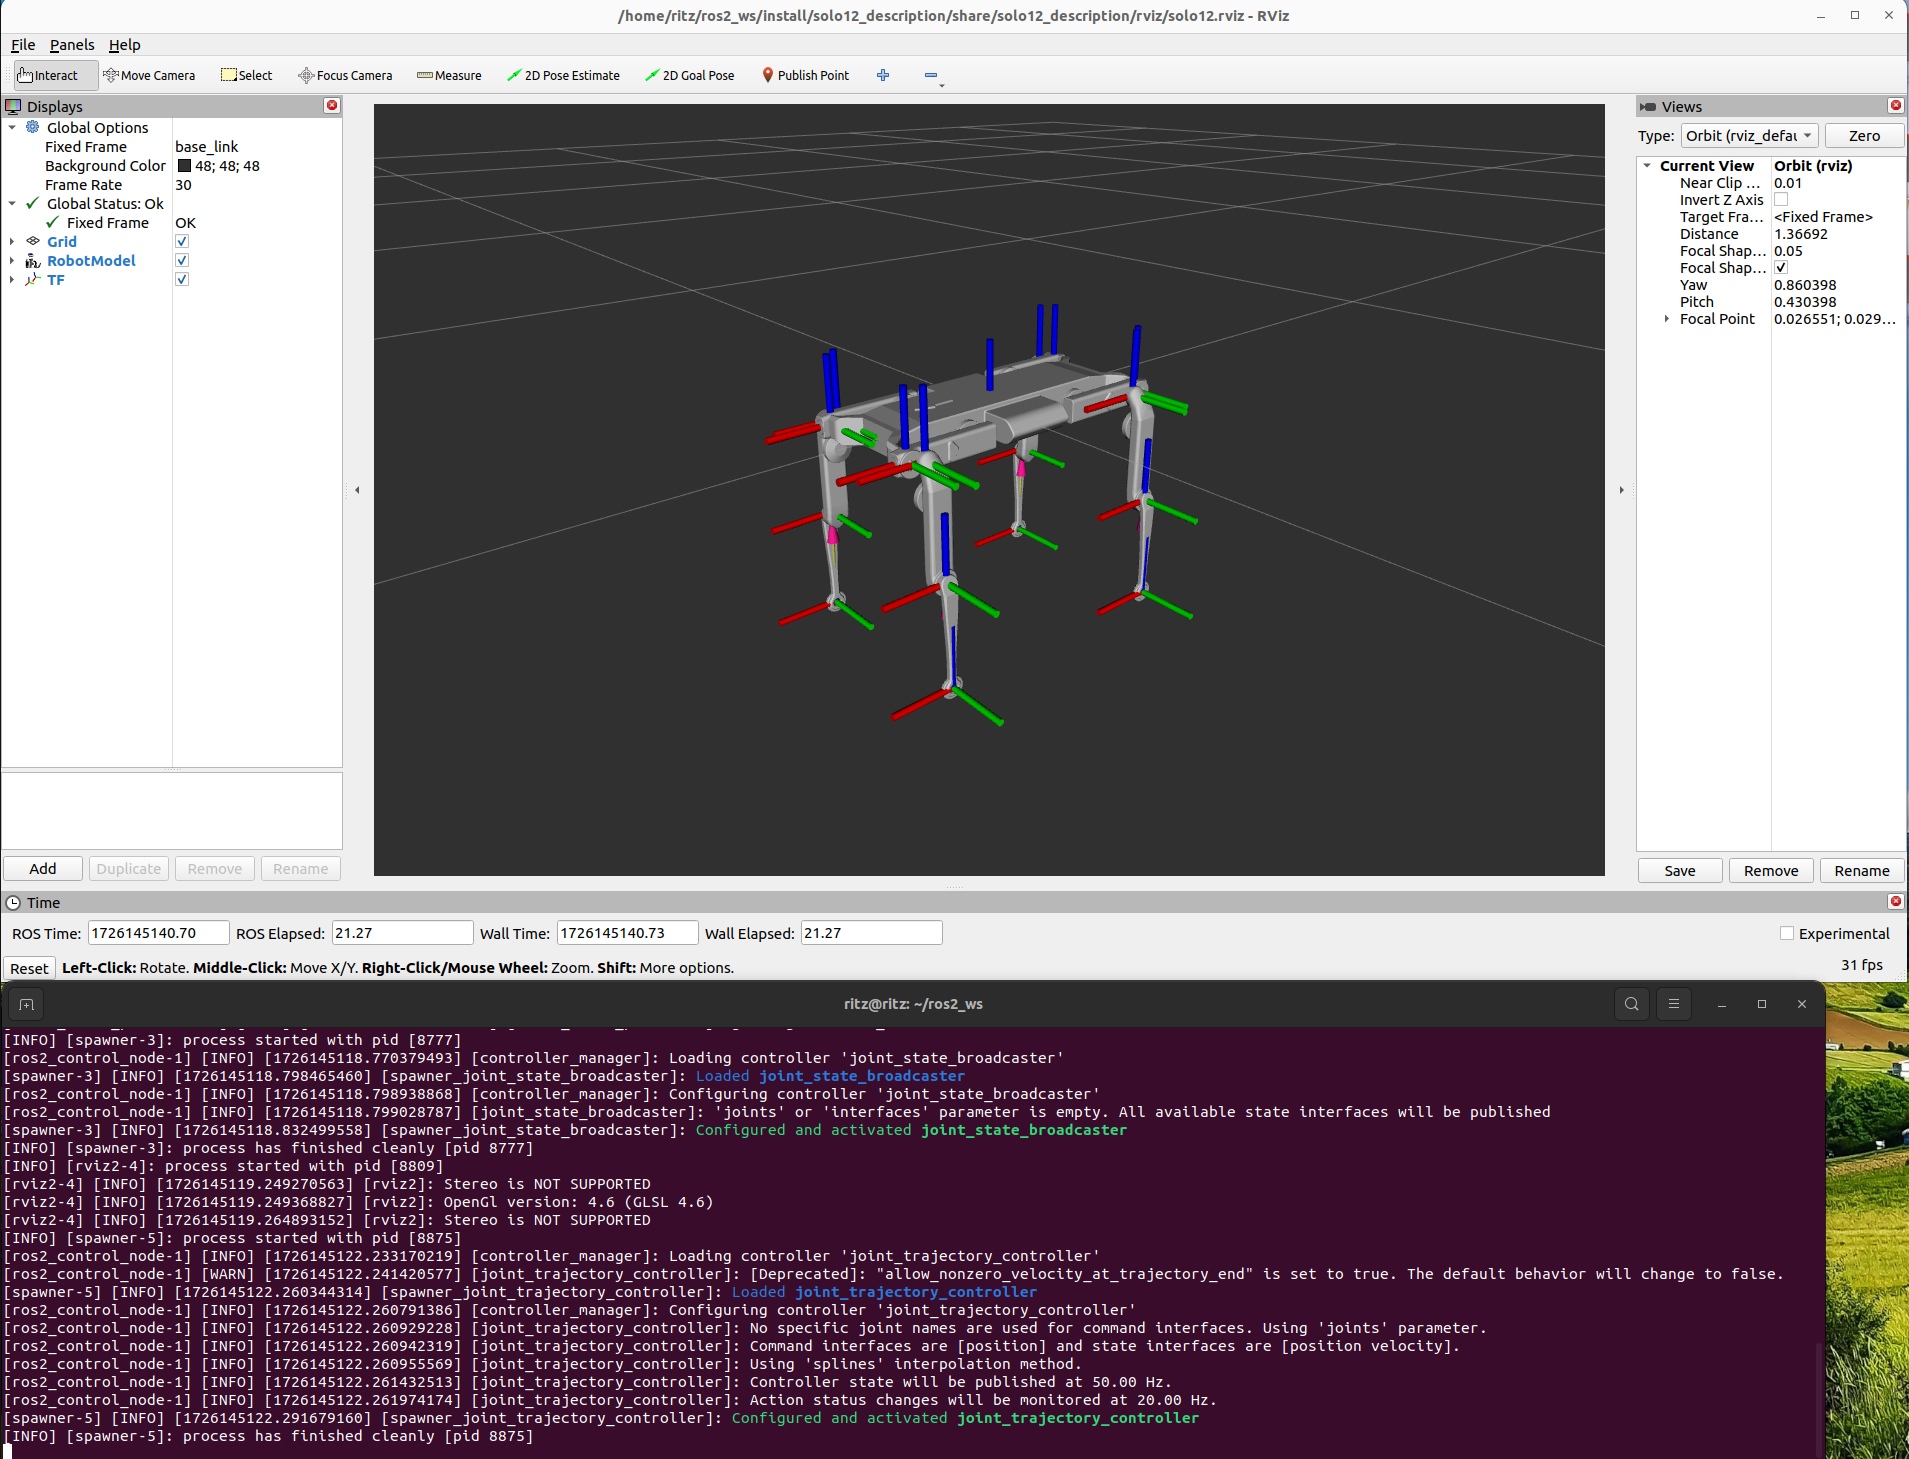 /home/ritz/ros2_ws/install/solo12_description/share/solo12_description/rviz/solo12.rviz - RViz
File Panels Help
Interact Move Camera Select Focus Camera Measure 2D Pose Estimate 2D Goal Pose Publish Point
Displays
Global Options
Fixed Frame base_link
Background Color 48; 48; 48
Frame Rate 30
Global Status: Ok
Fixed Frame OK
Grid
RobotModel
TF
Add Duplicate Remove Rename
Views
Type: Orbit (rviz_defau Zero
Current View Orbit (rviz)
Near Clip ... 0.01
Invert Z Axis
Target Fra... <Fixed Frame>
Distance 1.36692
Focal Shap... 0.05
Focal Shap...
Yaw 0.860398
Pitch 0.430398
Focal Point 0.026551; 0.029...
Save Remove Rename
Time
ROS Time: 1726145140.70 ROS Elapsed: 21.27 Wall Time: 1726145140.73 Wall Elapsed: 21.27 Experimental
Reset Left-Click: Rotate. Middle-Click: Move X/Y. Right-Click/Mouse Wheel: Zoom. Shift: More options. 31 fps
ritz@ritz: ~/ros2_ws
[INFO] [spawner-3]: process started with pid [8777]
[ros2_control_node-1] [INFO] [1726145118.770379493] [controller_manager]: Loading controller 'joint_state_broadcaster'
[spawner-3] [INFO] [1726145118.798465460] [spawner_joint_state_broadcaster]: Loaded joint_state_broadcaster
[ros2_control_node-1] [INFO] [1726145118.798938868] [controller_manager]: Configuring controller 'joint_state_broadcaster'
[ros2_control_node-1] [INFO] [1726145118.799028787] [joint_state_broadcaster]: 'joints' or 'interfaces' parameter is empty. All available state interfaces will be published
[spawner-3] [INFO] [1726145118.832499558] [spawner_joint_state_broadcaster]: Configured and activated joint_state_broadcaster
[INFO] [spawner-3]: process has finished cleanly [pid 8777]
[INFO] [rviz2-4]: process started with pid [8809]
[rviz2-4] [INFO] [1726145119.249270563] [rviz2]: Stereo is NOT SUPPORTED
[rviz2-4] [INFO] [1726145119.249368827] [rviz2]: OpenGl version: 4.6 (GLSL 4.6)
[rviz2-4] [INFO] [1726145119.264893152] [rviz2]: Stereo is NOT SUPPORTED
[INFO] [spawner-5]: process started with pid [8875]
[ros2_control_node-1] [INFO] [1726145122.233170219] [controller_manager]: Loading controller 'joint_trajectory_controller'
[ros2_control_node-1] [WARN] [1726145122.241420577] [joint_trajectory_controller]: [Deprecated]: "allow_nonzero_velocity_at_trajectory_end" is set to true. The default behavior will change to false.
[spawner-5] [INFO] [1726145122.260344314] [spawner_joint_trajectory_controller]: Loaded joint_trajectory_controller
[ros2_control_node-1] [INFO] [1726145122.260791386] [controller_manager]: Configuring controller 'joint_trajectory_controller'
[ros2_control_node-1] [INFO] [1726145122.260929228] [joint_trajectory_controller]: No specific joint names are used for command interfaces. Using 'joints' parameter.
[ros2_control_node-1] [INFO] [1726145122.260942319] [joint_trajectory_controller]: Command interfaces are [position] and state interfaces are [position velocity].
[ros2_control_node-1] [INFO] [1726145122.260955569] [joint_trajectory_controller]: Using 'splines' interpolation method.
[ros2_control_node-1] [INFO] [1726145122.261432513] [joint_trajectory_controller]: Controller state will be published at 50.00 Hz.
[ros2_control_node-1] [INFO] [1726145122.261974174] [joint_trajectory_controller]: Action status changes will be monitored at 20.00 Hz.
[spawner-5] [INFO] [1726145122.291679160] [spawner_joint_trajectory_controller]: Configured and activated joint_trajectory_controller
[INFO] [spawner-5]: process has finished cleanly [pid 8875]